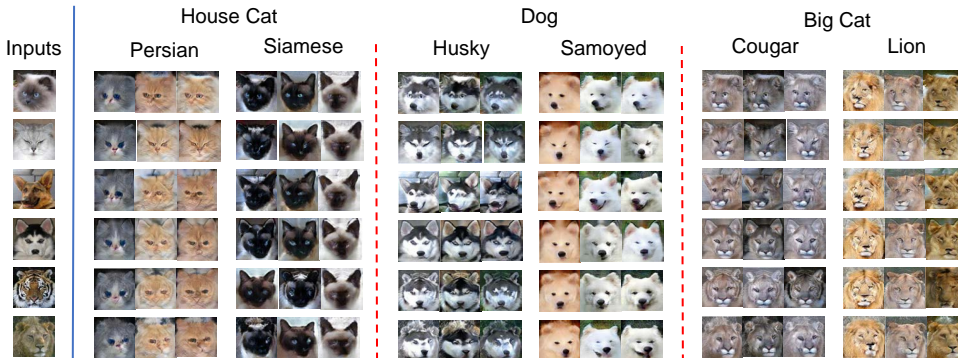 House Cat
Dog
Big Cat
Inputs
Persian
Siamese
Husky
Samoyed
Cougar
Lion